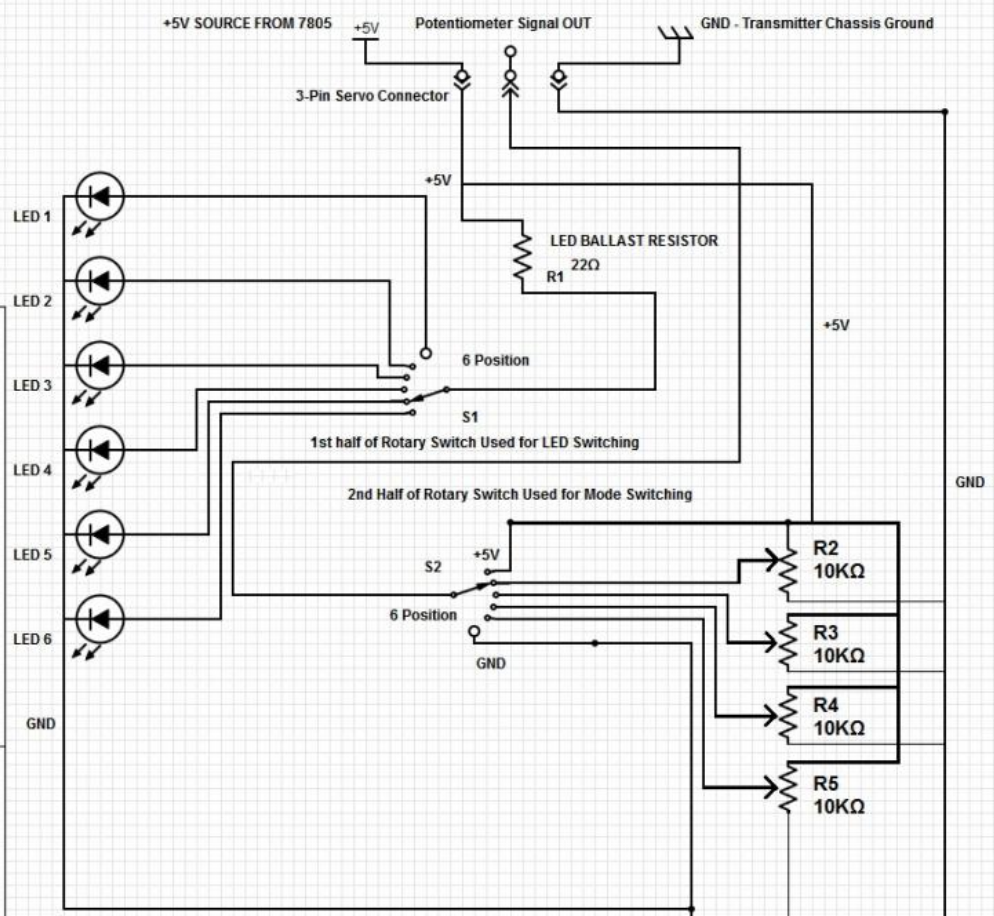 +5V SOURCE FROM 7805
+5V
Potentiometer Signal OUT
GND - Transmitter Chassis Ground
3-Pin Servo Connector
+5V
LED 1
LED BALLAST RESISTOR
22Ω
R1
LED 2
+5V
6 Position
LED 3
S1
1st half of Rotary Switch Used for LED Switching
LED 4
GND
2nd Half of Rotary Switch Used for Mode Switching
LED 5
+5V
S2
R2
10KΩ
6 Position
LED 6
R3
10KΩ
GND
R4
10KΩ
GND
R5
10KΩ